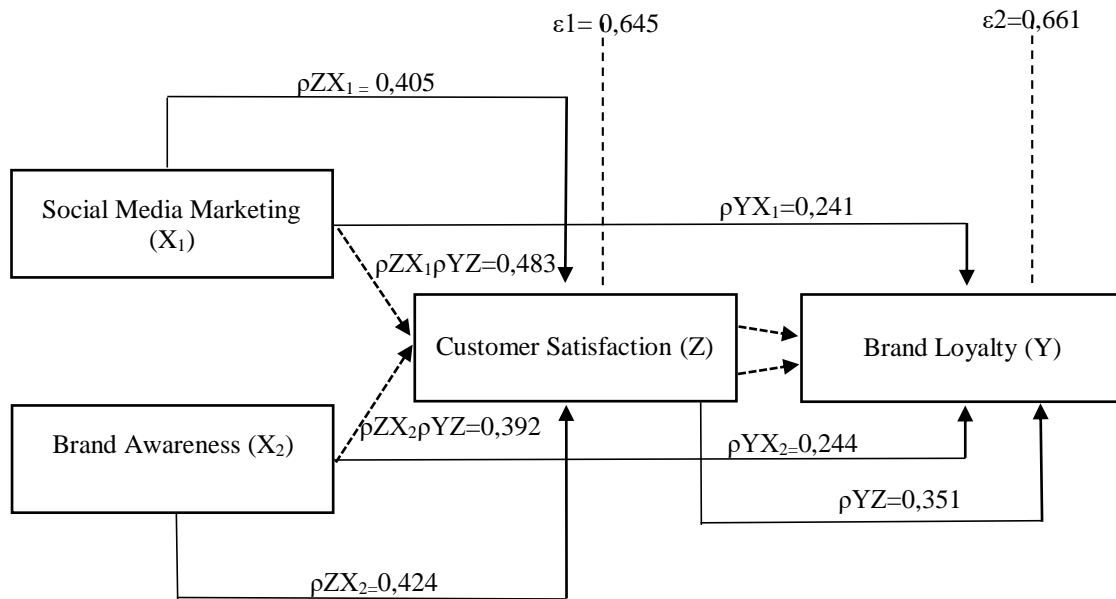 ε1= 0,645
ε2=0,661
ρZX₁ = 0,405
Social Media Marketing
(X₁)
ρYX₁=0,241
ρZX₁ρYZ=0,483
Customer Satisfaction (Z)
Brand Loyalty (Y)
Brand Awareness (X₂)
ρZX₂ρYZ=0,392
ρYX₂=0,244
ρYZ=0,351
ρZX₂=0,424